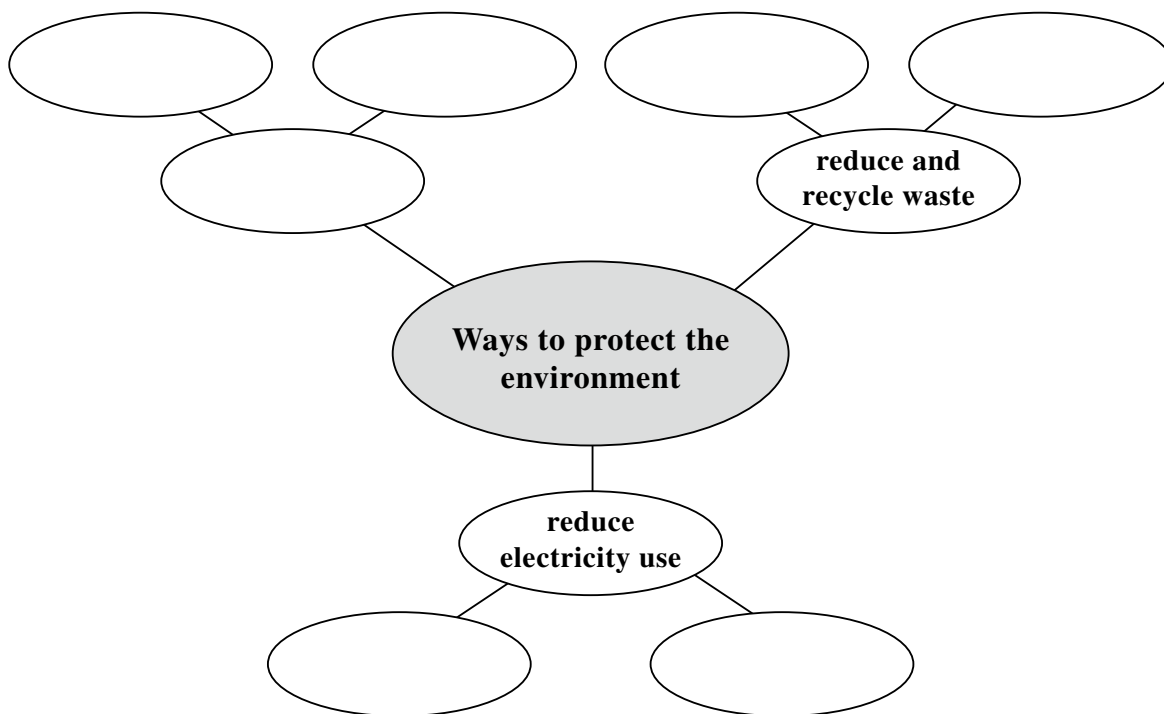 reduce and
recycle waste
Ways to protect the
environment
reduce
electricity use